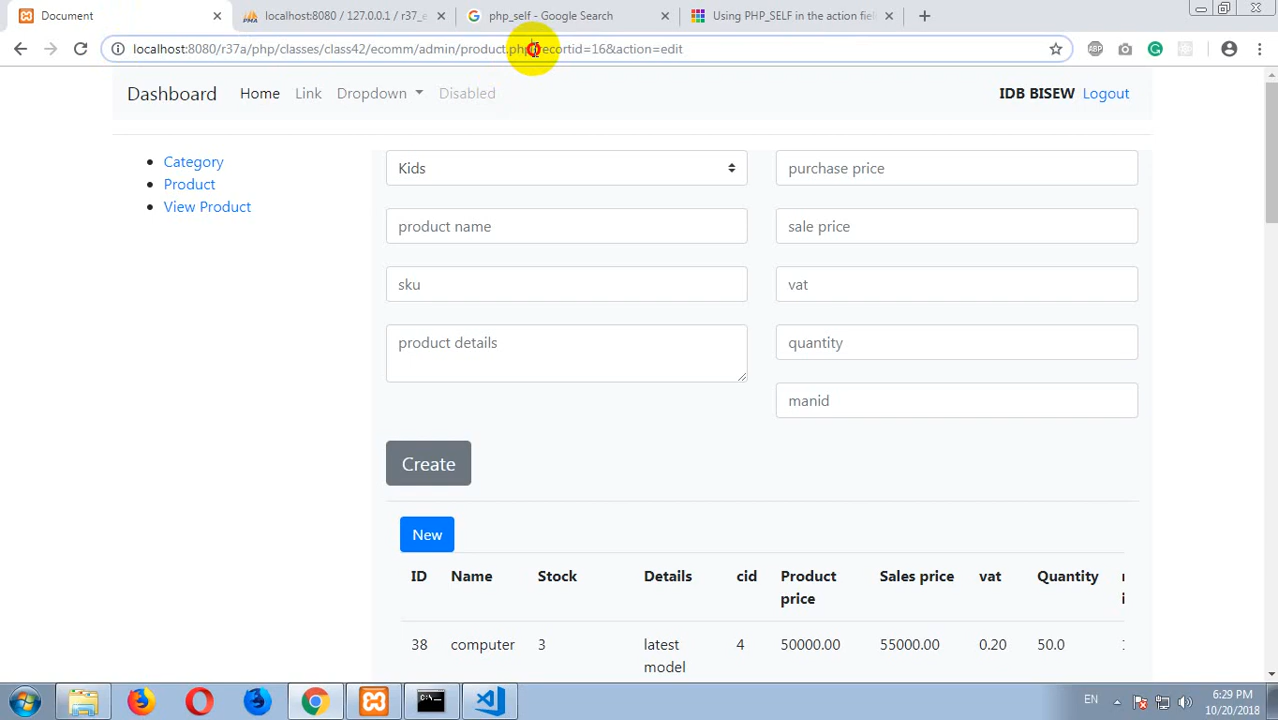 Document
localhost:8080 / 127.0.0.1 / r37_e
php_self - Google Search
Using PHP_SELF in the action field
localhost:8080/r37a/php/classes/class42/ecomm/admin/product.php?recortid=16&action=edit
ABP
Dashboard Home Link Dropdown Disabled IDB BISEW Logout
Category
Product
View Product
Kids
purchase price
product name
sale price
sku
vat
product details
quantity
manid
Create
New
ID Name Stock Details cid Product price Sales price vat Quantity
38 computer 3 latest model 4 50000.00 55000.00 0.20 50.0
EN
6:29 PM
10/20/2018